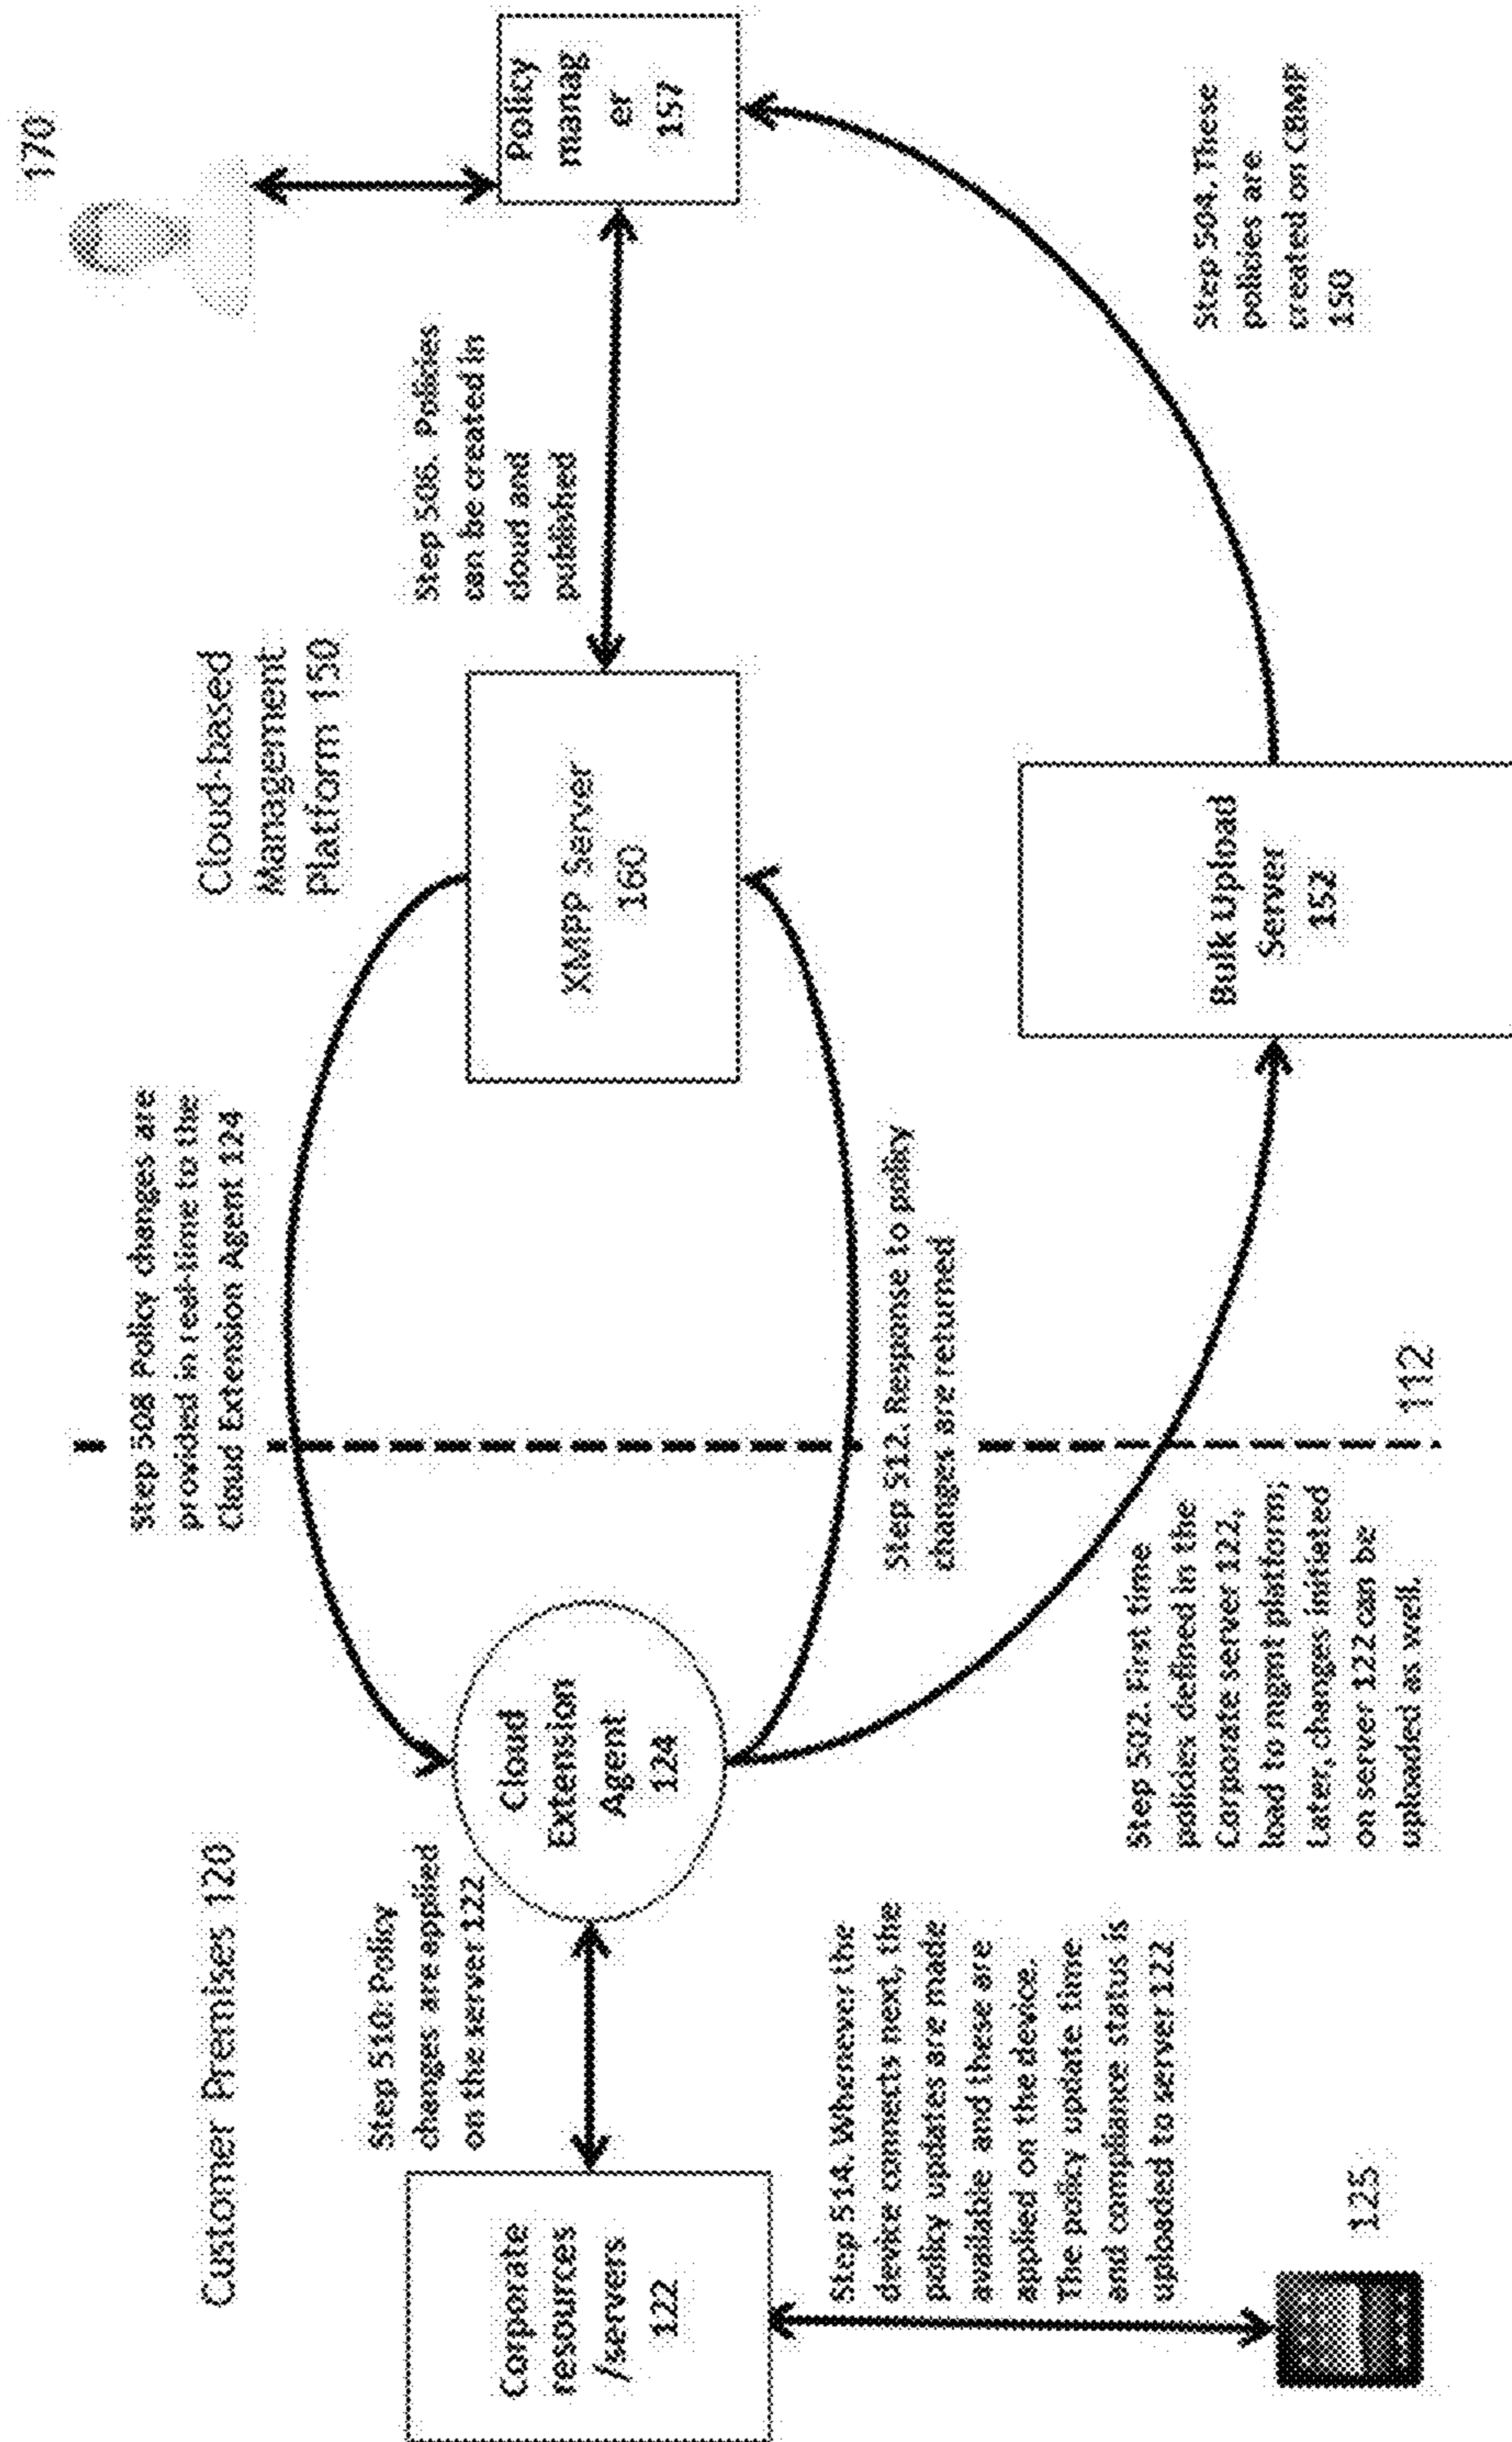 Customer Premises 120
Cloud-based
Management
Platform 150
170
Step 508 Policy changes are
provided in real-time to the
Cloud Extension Agent 124
Step 510: Policy
changes are applied
on the server 122
Step 506. Policies
can be created in
cloud and
published
Corporate
resources
/servers
122
Cloud
Extension
Agent
124
XMPP Server
160
Policy
manag
er
157
Step 512. Response to policy
changes are returned
Step 514. Whenever the
device connects next, the
policy updates are made
available and these are
applied on the device.
The policy update time
and compliance status is
uploaded to server 122
Step 502. First time
policies defined in the
Corporate server 122,
load to mgmt platform;
Later, changes initiated
on server 122 can be
uploaded as well.
Bulk Upload
Server
152
Step 504. These
policies are
created on CBMP
150
125
112